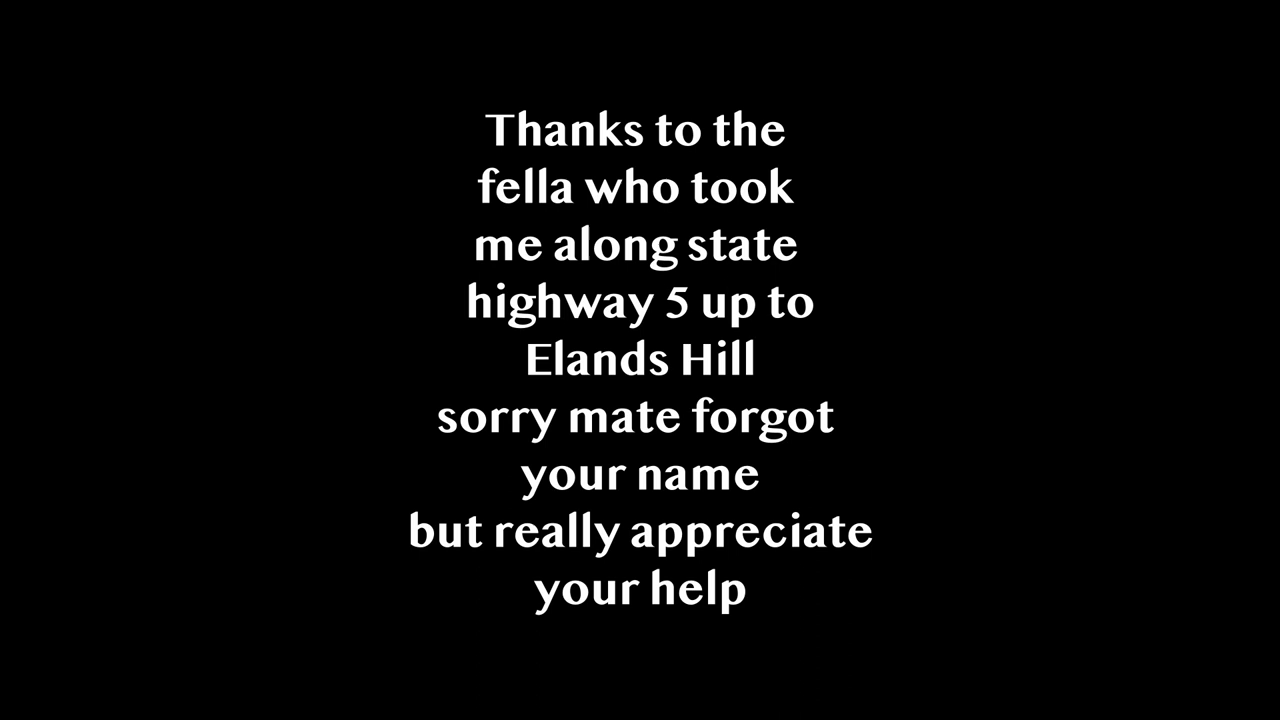 Thanks to the
fella who took
me along state
highway 5 up to
Elands Hill
sorry mate forgot
your name
but really appreciate
your help